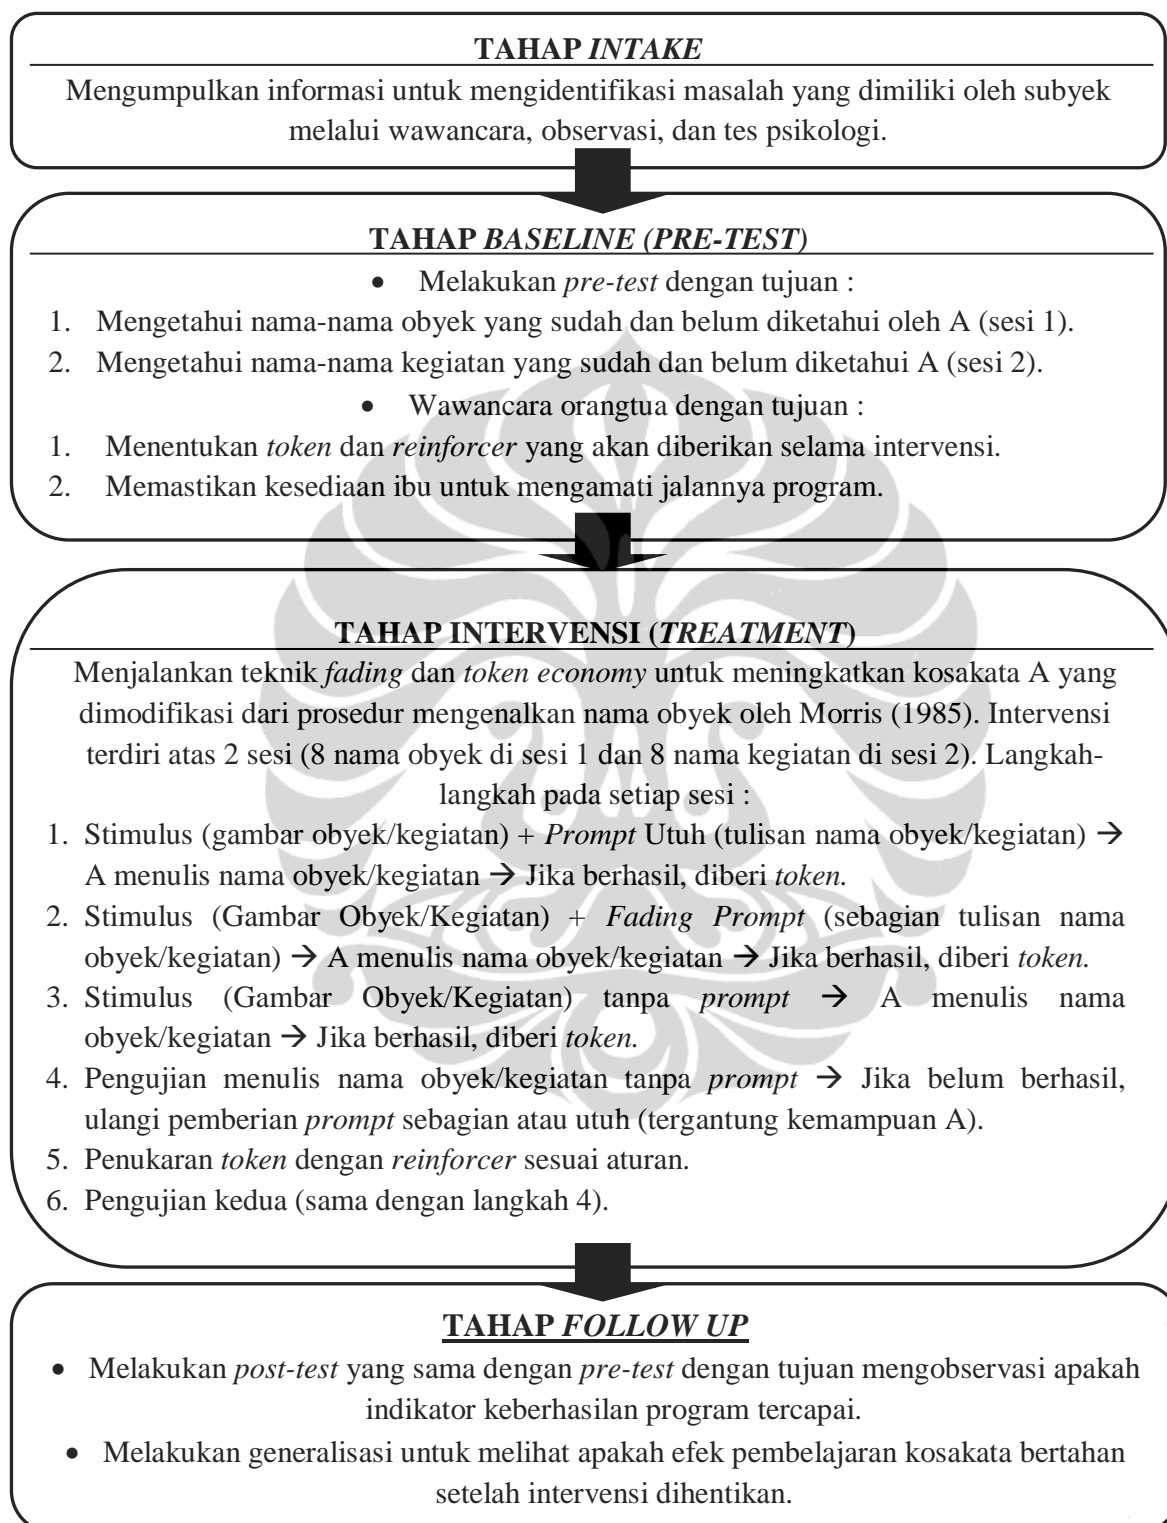 TAHAP INTAKE
Mengumpulkan informasi untuk mengidentifikasi masalah yang dimiliki oleh subyek
melalui wawancara, observasi, dan tes psikologi.
TAHAP BASELINE (PRE-TEST)
• Melakukan pre-test dengan tujuan :
1. Mengetahui nama-nama obyek yang sudah dan belum diketahui oleh A (sesi 1).
2. Mengetahui nama-nama kegiatan yang sudah dan belum diketahui A (sesi 2).
• Wawancara orangtua dengan tujuan :
1. Menentukan token dan reinforcer yang akan diberikan selama intervensi.
2. Memastikan kesediaan ibu untuk mengamati jalannya program.
TAHAP INTERVENSI (TREATMENT)
Menjalankan teknik fading dan token economy untuk meningkatkan kosakata A yang
dimodifikasi dari prosedur mengenalkan nama obyek oleh Morris (1985). Intervensi
terdiri atas 2 sesi (8 nama obyek di sesi 1 dan 8 nama kegiatan di sesi 2). Langkah-
langkah pada setiap sesi :
1. Stimulus (gambar obyek/kegiatan) + Prompt Utuh (tulisan nama obyek/kegiatan) →
A menulis nama obyek/kegiatan → Jika berhasil, diberi token.
2. Stimulus (Gambar Obyek/Kegiatan) + Fading Prompt (sebagian tulisan nama
obyek/kegiatan) → A menulis nama obyek/kegiatan → Jika berhasil, diberi token.
3. Stimulus (Gambar Obyek/Kegiatan) tanpa prompt → A menulis nama
obyek/kegiatan → Jika berhasil, diberi token.
4. Pengujian menulis nama obyek/kegiatan tanpa prompt → Jika belum berhasil,
ulangi pemberian prompt sebagian atau utuh (tergantung kemampuan A).
5. Penukaran token dengan reinforcer sesuai aturan.
6. Pengujian kedua (sama dengan langkah 4).
TAHAP FOLLOW UP
• Melakukan post-test yang sama dengan pre-test dengan tujuan mengobservasi apakah
indikator keberhasilan program tercapai.
• Melakukan generalisasi untuk melihat apakah efek pembelajaran kosakata bertahan
setelah intervensi dihentikan.